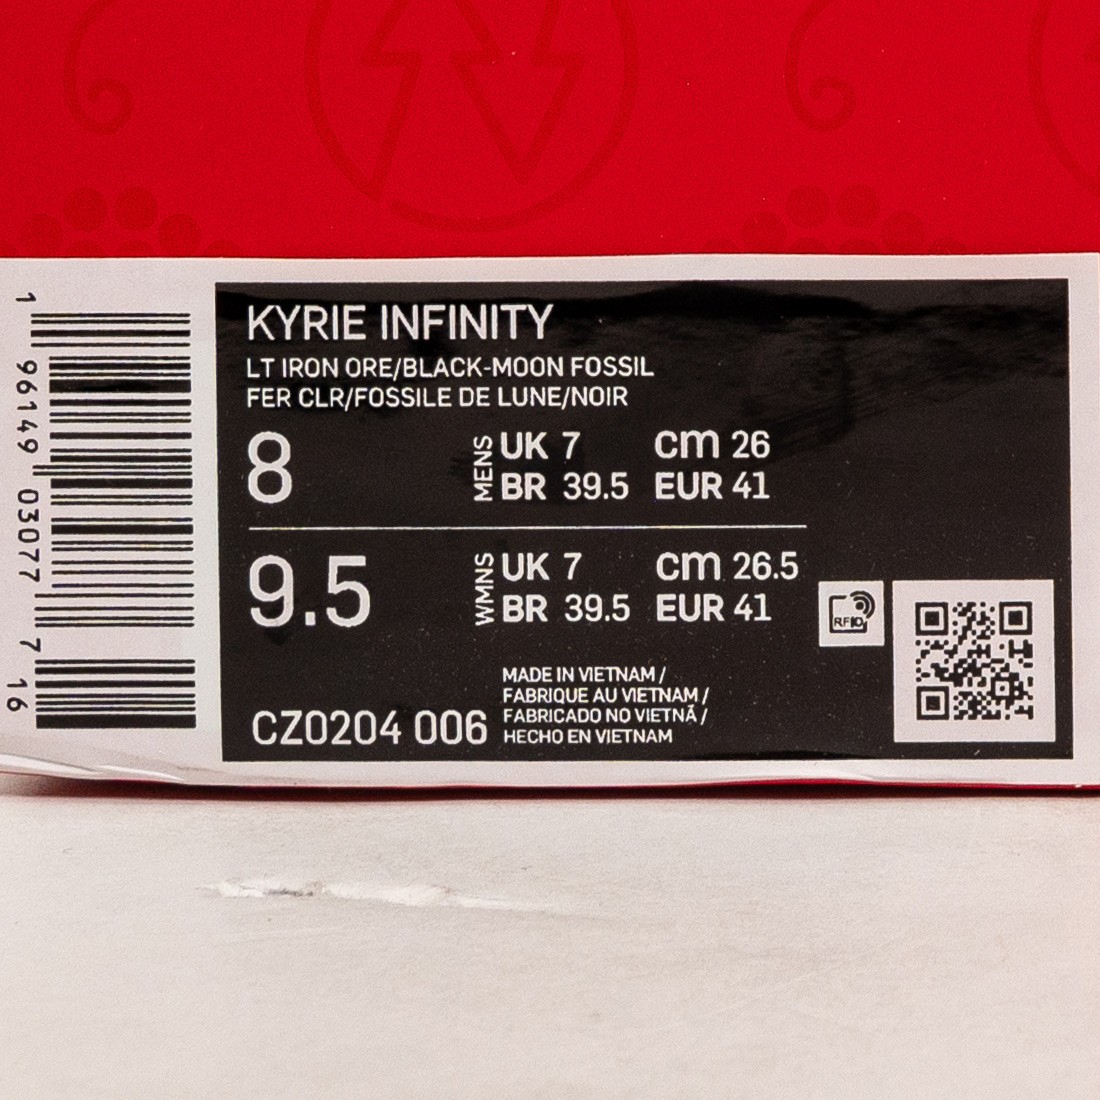 1 96149 03077 7 16
KYRIE INFINITY
LT IRON ORE/BLACK-MOON FOSSIL
FER CLR/FOSSILE DE LUNE/NOIR
8 MENS UK 7 cm 26
BR 39.5 EUR 41
9.5 WMNS UK 7 cm 26.5
BR 39.5 EUR 41
RFID
MADE IN VIETNAM /
FABRIQUE AU VIETNAM /
FABRICADO NO VIETNÃ /
HECHO EN VIETNAM
CZ0204 006